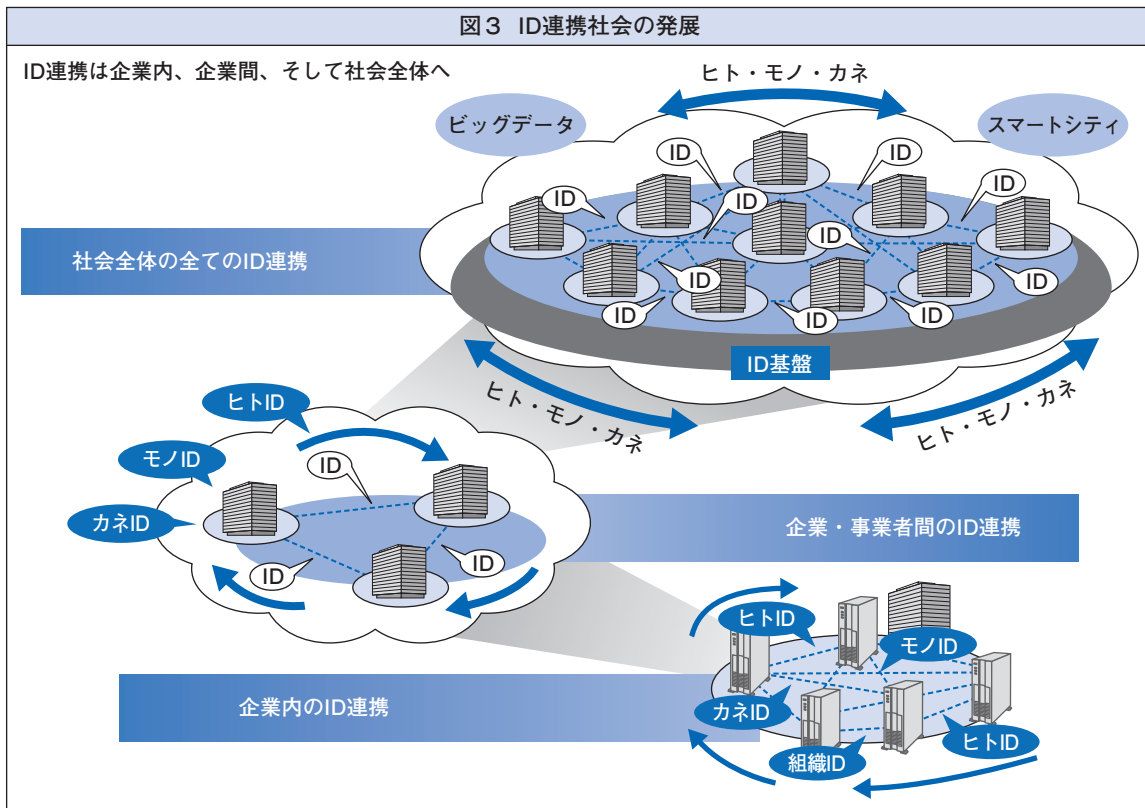 図3 ID連携社会の発展
ID連携は企業内、企業間、そして社会全体へ
ヒト・モノ・カネ
ビッグデータ
スマートシティ
ID
ID
ID
ID
ID
ID
ID
ID
ID
ID
ID
社会全体の全てのID連携
ID基盤
ヒト・モノ・カネ
ヒト・モノ・カネ
ヒトID
モノID
カネID
ID
ID
ID
企業・事業者間のID連携
ヒトID
モノID
カネID
組織ID
ヒトID
企業内のID連携